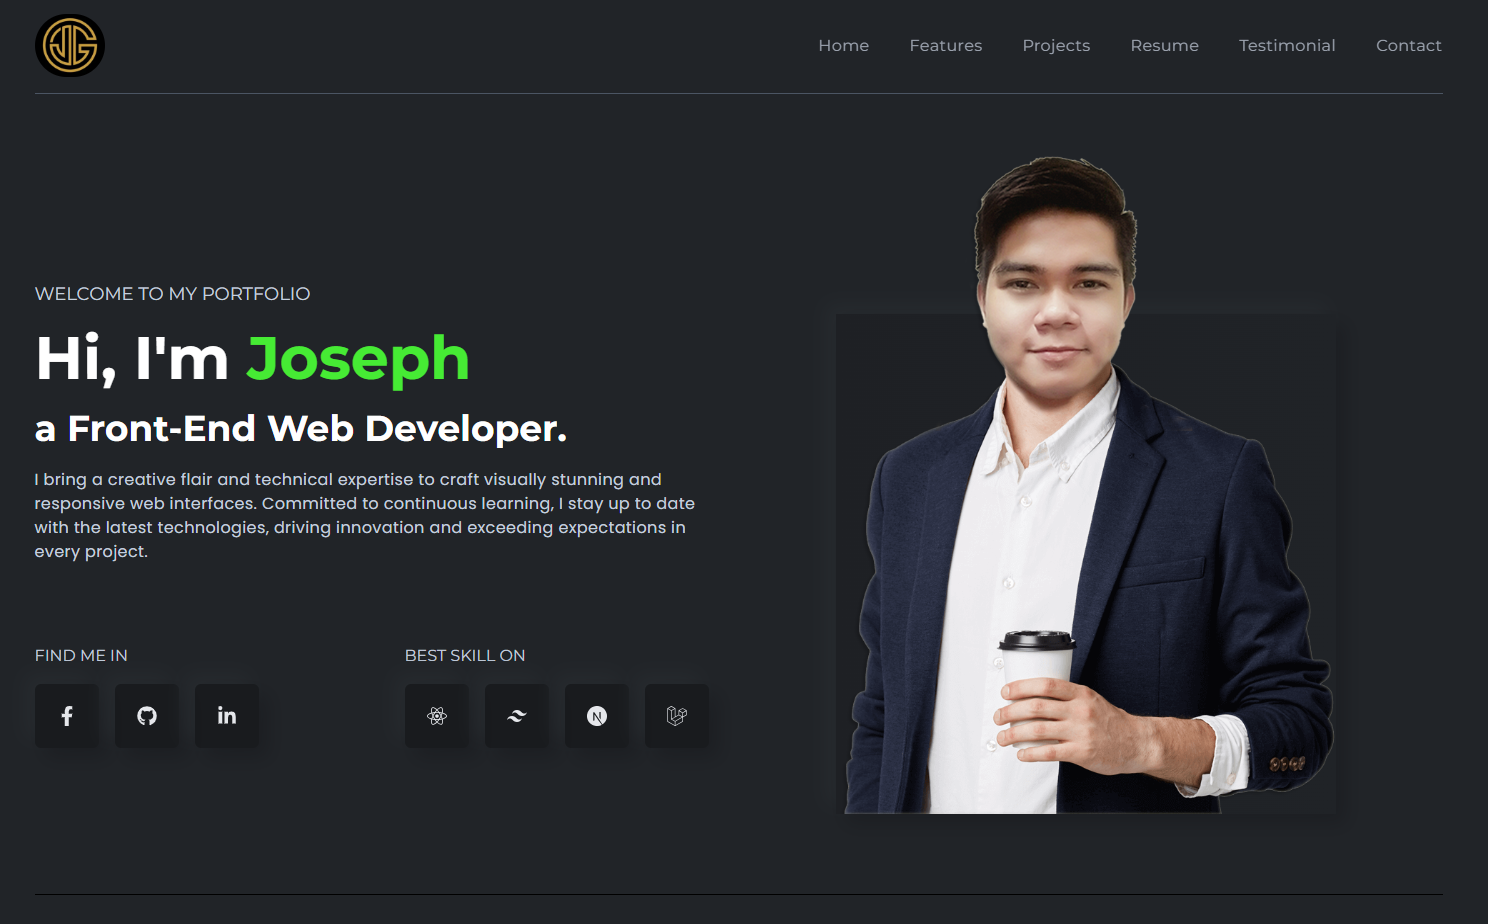 JG
Home Features Projects Resume Testimonial Contact
WELCOME TO MY PORTFOLIO
Hi, I'm Joseph
a Front-End Web Developer.
I bring a creative flair and technical expertise to craft visually stunning and
responsive web interfaces. Committed to continuous learning, I stay up to date
with the latest technologies, driving innovation and exceeding expectations in
every project.
FIND ME IN
BEST SKILL ON
f
in
N